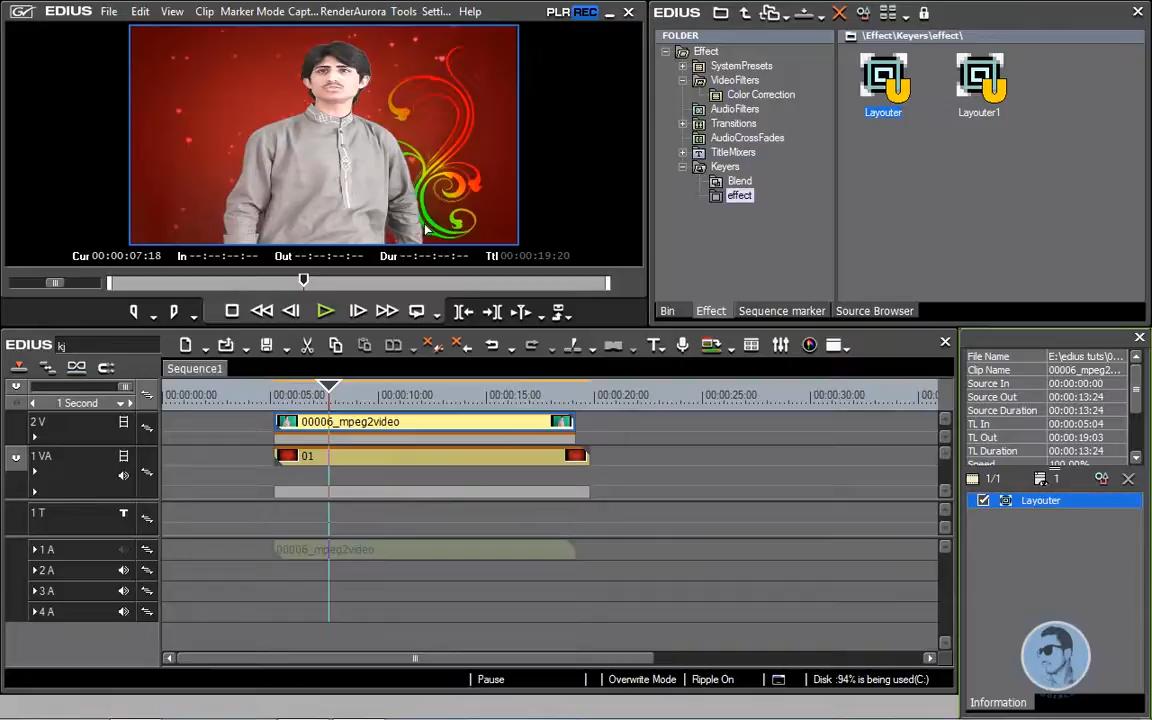 EDIUS File Edit View Clip Marker Mode Capt... Render Aurora Tools Setti... Help PLR REC
Cur 00:00:07:18 In --:--:--:-- Out --:--:--:-- Dur --:--:--:-- Ttl 00:00:19:20
EDIUS
FOLDER
Effect
SystemPresets
VideoFilters
Color Correction
AudioFilters
Transitions
AudioCrossFades
TitleMixers
Keyers
Blend
effect
\Effect\Keyers\effect\
Layouter
Layouter1
Bin Effect Sequence marker Source Browser
EDIUS kj
Sequence1
1 Second
00:00:00:00 00:00:05:00 00:00:10:00 00:00:15:00 00:00:20:00 00:00:25:00 00:00:30:00
2 V
00006_mpeg2video
1 VA
01
1 T T
1 A
00006_mpeg2video
2 A
3 A
4 A
Pause Overwrite Mode Ripple On Disk :94% is being used(C:)
File Name E:\edius tuts\0...
Clip Name 00006_mpeg2...
Source In 00:00:00:00
Source Out 00:00:13:24
Source Duration 00:00:13:24
TL In 00:00:05:04
TL Out 00:00:19:03
TL Duration 00:00:13:24
Speed 100.00%
1/1 1
Layouter
Information